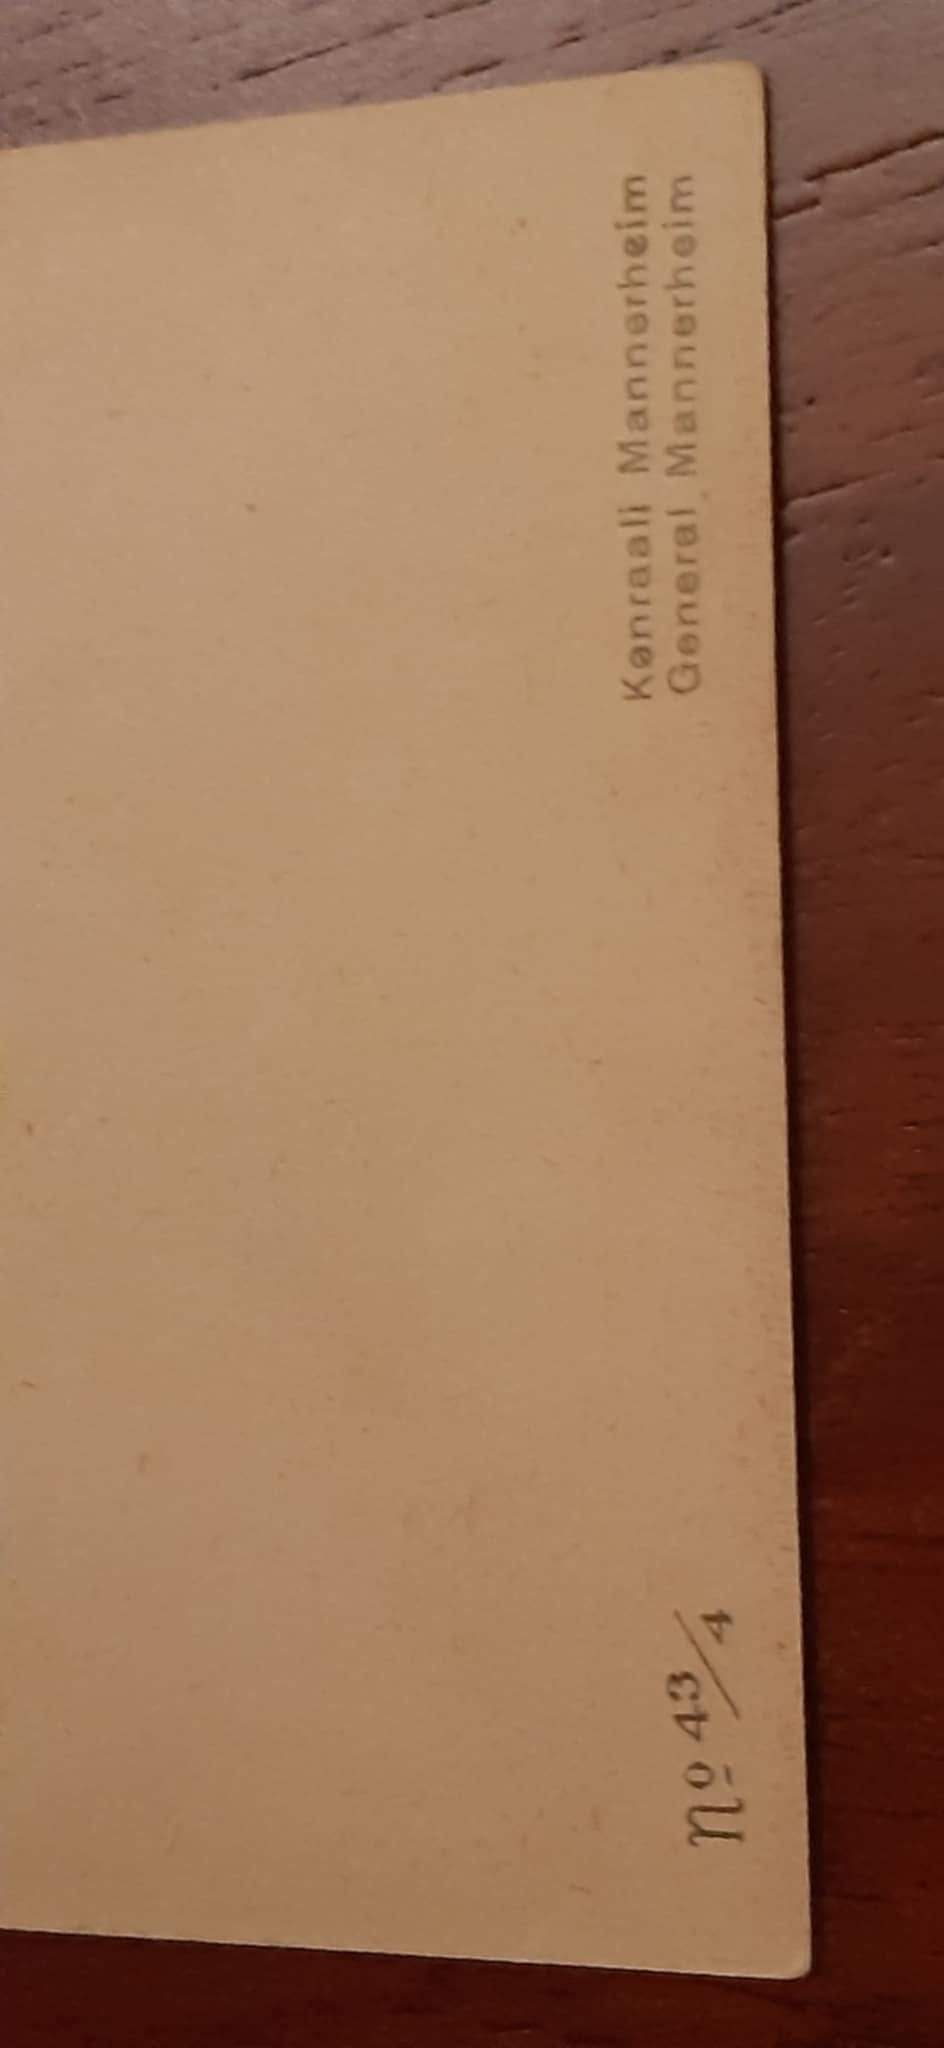 Kenraali Mannerheim
General Mannerheim
No 43/4